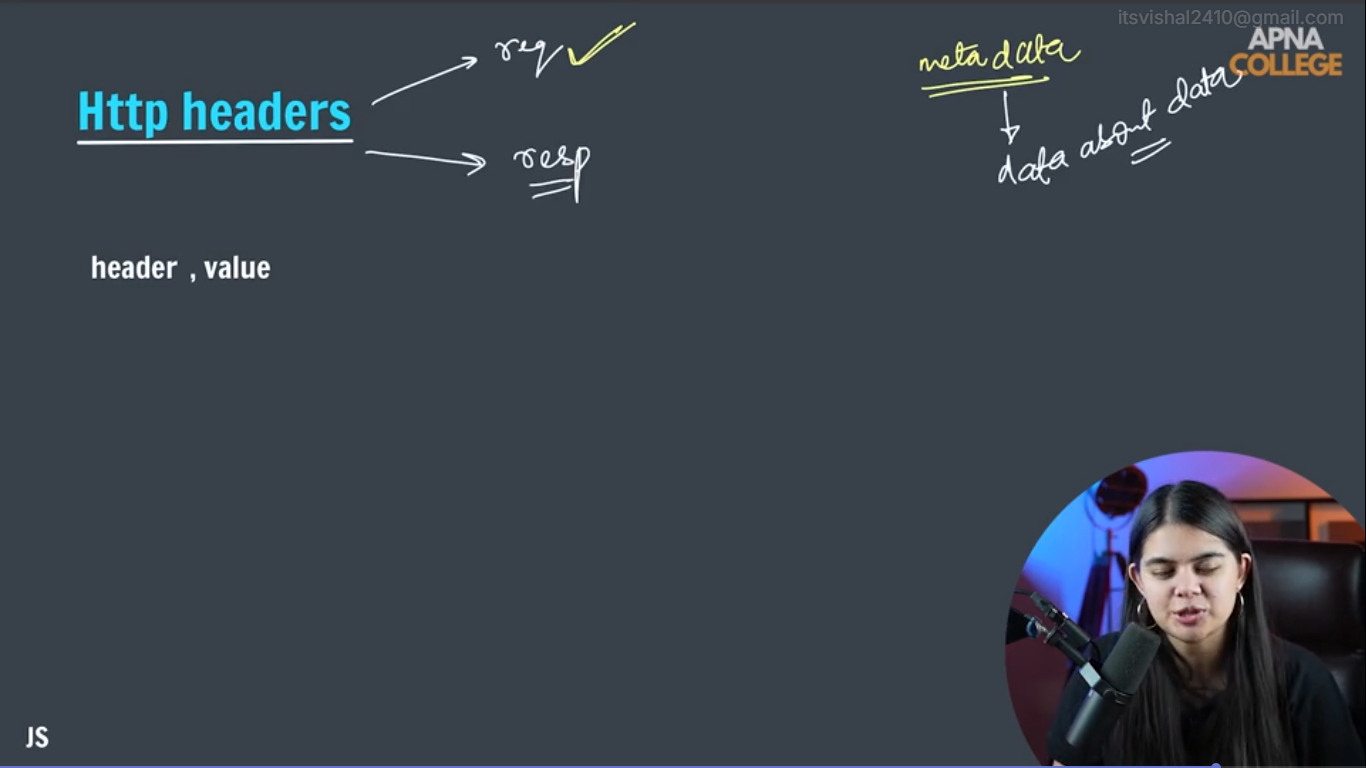 itsvishal2410@gmail.com
APNA
COLLEGE
req
meta data
Http headers
resp
data about data
header , value
JS